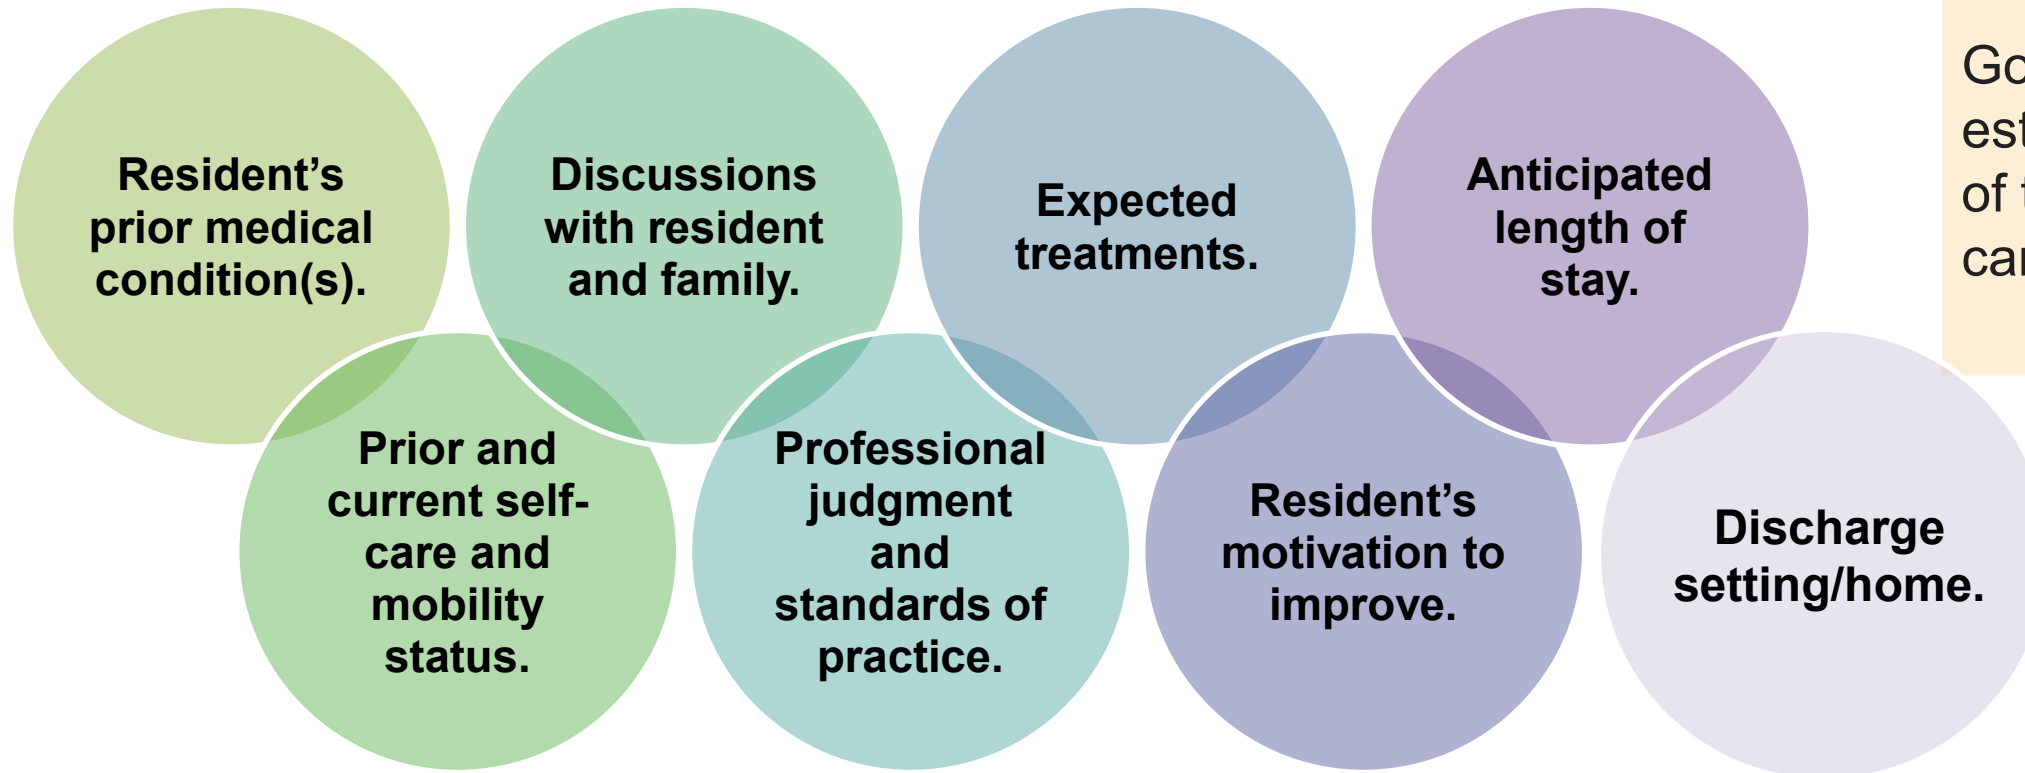 Resident’s
prior medical
condition(s).
Discussions
with resident
and family.
Expected
treatments.
Anticipated
length of
stay.
Prior and
current self-
care and
mobility
status.
Professional
judgment
and
standards of
practice.
Resident’s
motivation to
improve.
Discharge
setting/home.
of